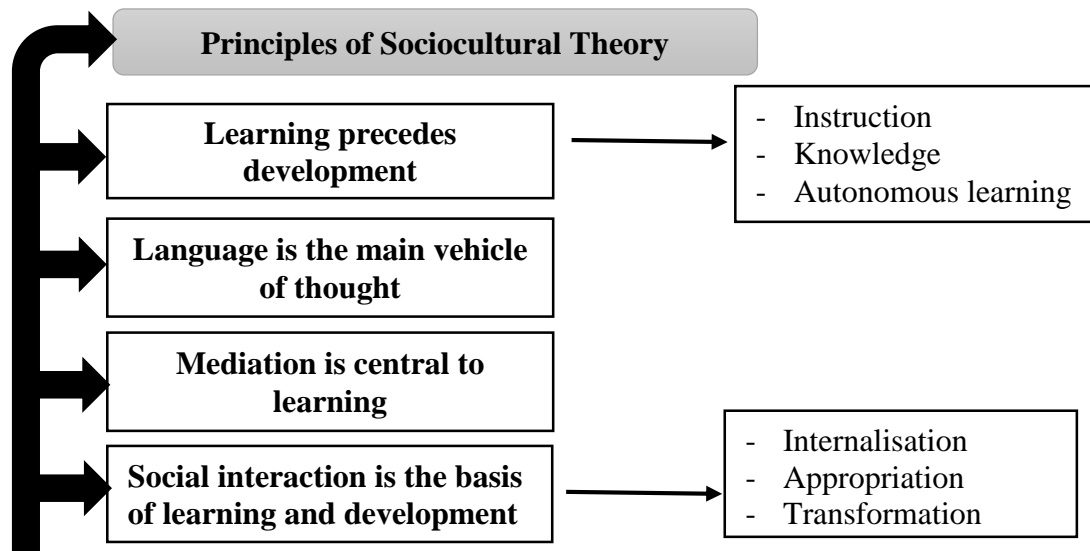 Principles of Sociocultural Theory
Learning precedes
development
- Instruction
- Knowledge
- Autonomous learning
Language is the main vehicle
of thought
Mediation is central to
learning
Social interaction is the basis
of learning and development
- Internalisation
- Appropriation
- Transformation